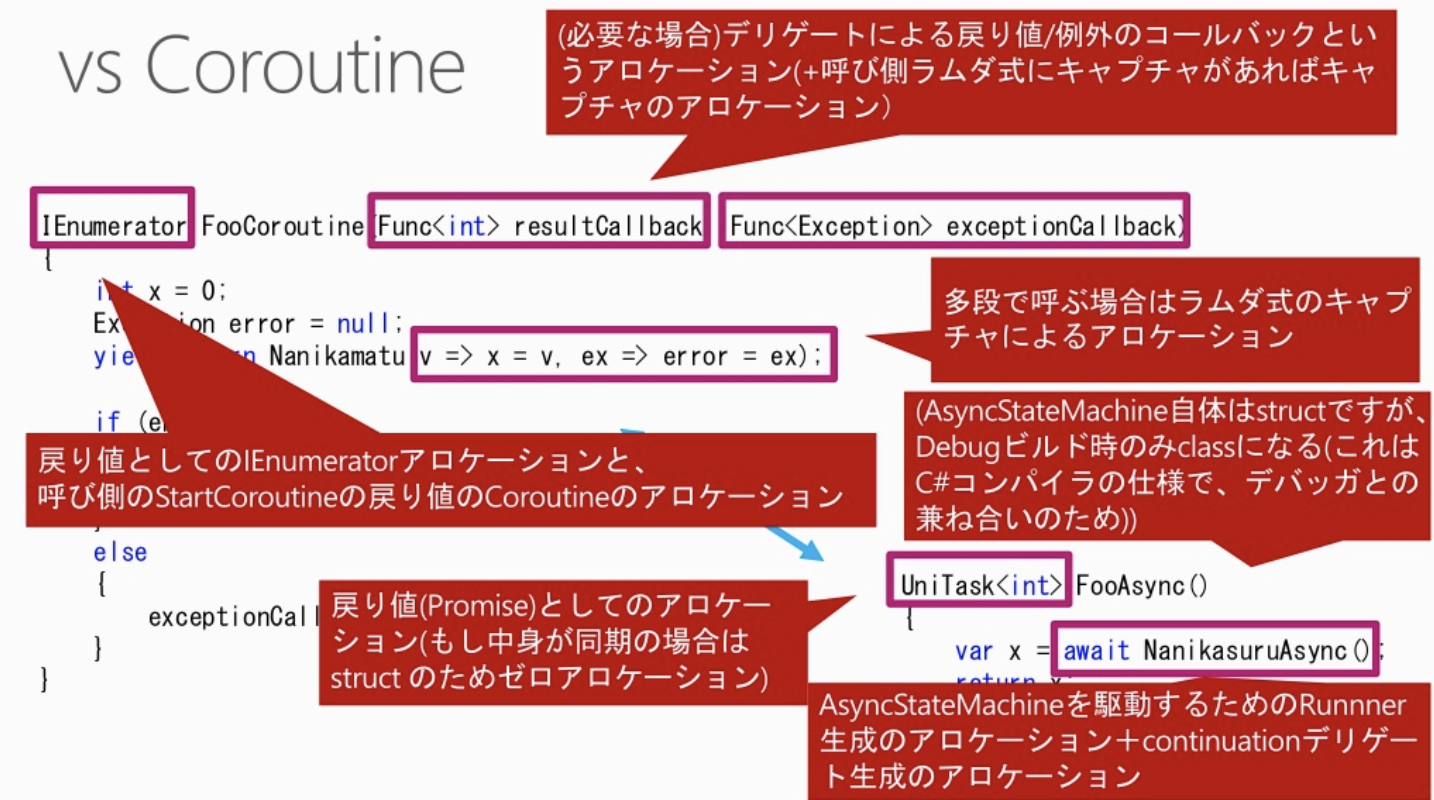 vs Coroutine
(必要な場合)デリゲートによる戻り値/例外のコールバックとい
うアロケーション(+呼び側ラムダ式にキャプチャがあればキャ
プチャのアロケーション)
IEnumerator FooCoroutine(Func<int> resultCallback Func<Exception> exceptionCallback)
{
int x = 0;
error = null;
Nanikamatu v => x = v, ex => error = ex);
多段で呼ぶ場合はラムダ式のキャプ
チャによるアロケーション
if
(AsyncStateMachine自体はstructですが、
Debugビルド時のみclassになる(これは
C#コンパイラの仕様で、デバッガとの
兼ね合いのため))
戻り値としてのIEnumeratorアロケーションと、
呼び側のStartCoroutineの戻り値のCoroutineのアロケーション
}
else
{
exceptionCall
}
}
戻り値(Promise)としてのアロケー
ション(もし中身が同期の場合は
struct のためゼロアロケーション)
UniTask<int> FooAsync()
{
var x = await NanikasuruAsync();
return x
AsyncStateMachineを駆動するためのRunnner
生成のアロケーション＋continuationデリゲー
ト生成のアロケーション